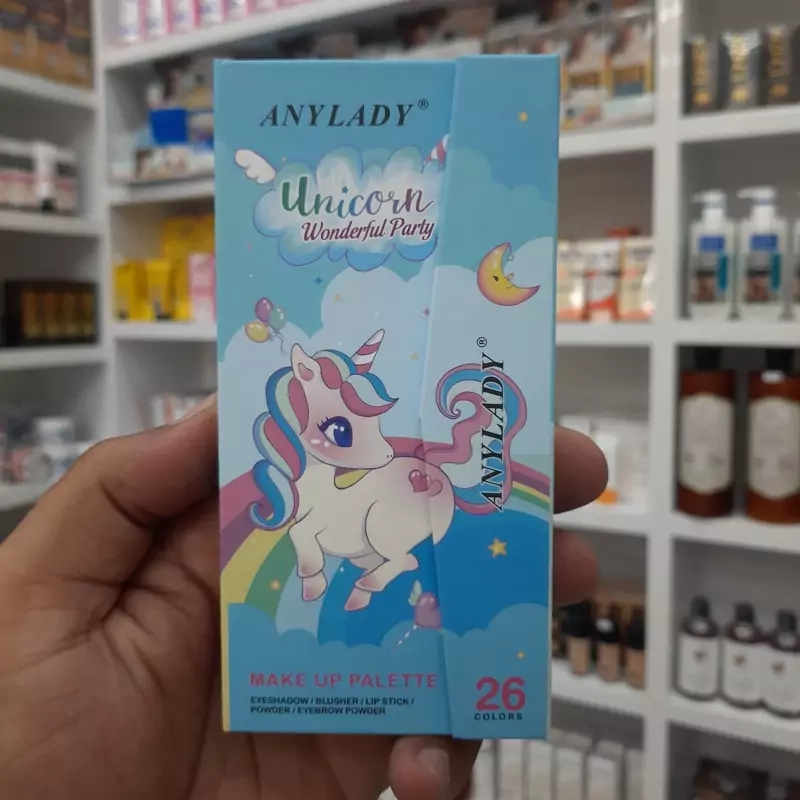 ANYLADY®
Unicorn
Wonderful Party
ANYLADY®
MAKE UP PALETTE
EYESHADOW / BLUSHER / LIP STICK /
POWDER / EYEBROW POWDER
26
COLORS